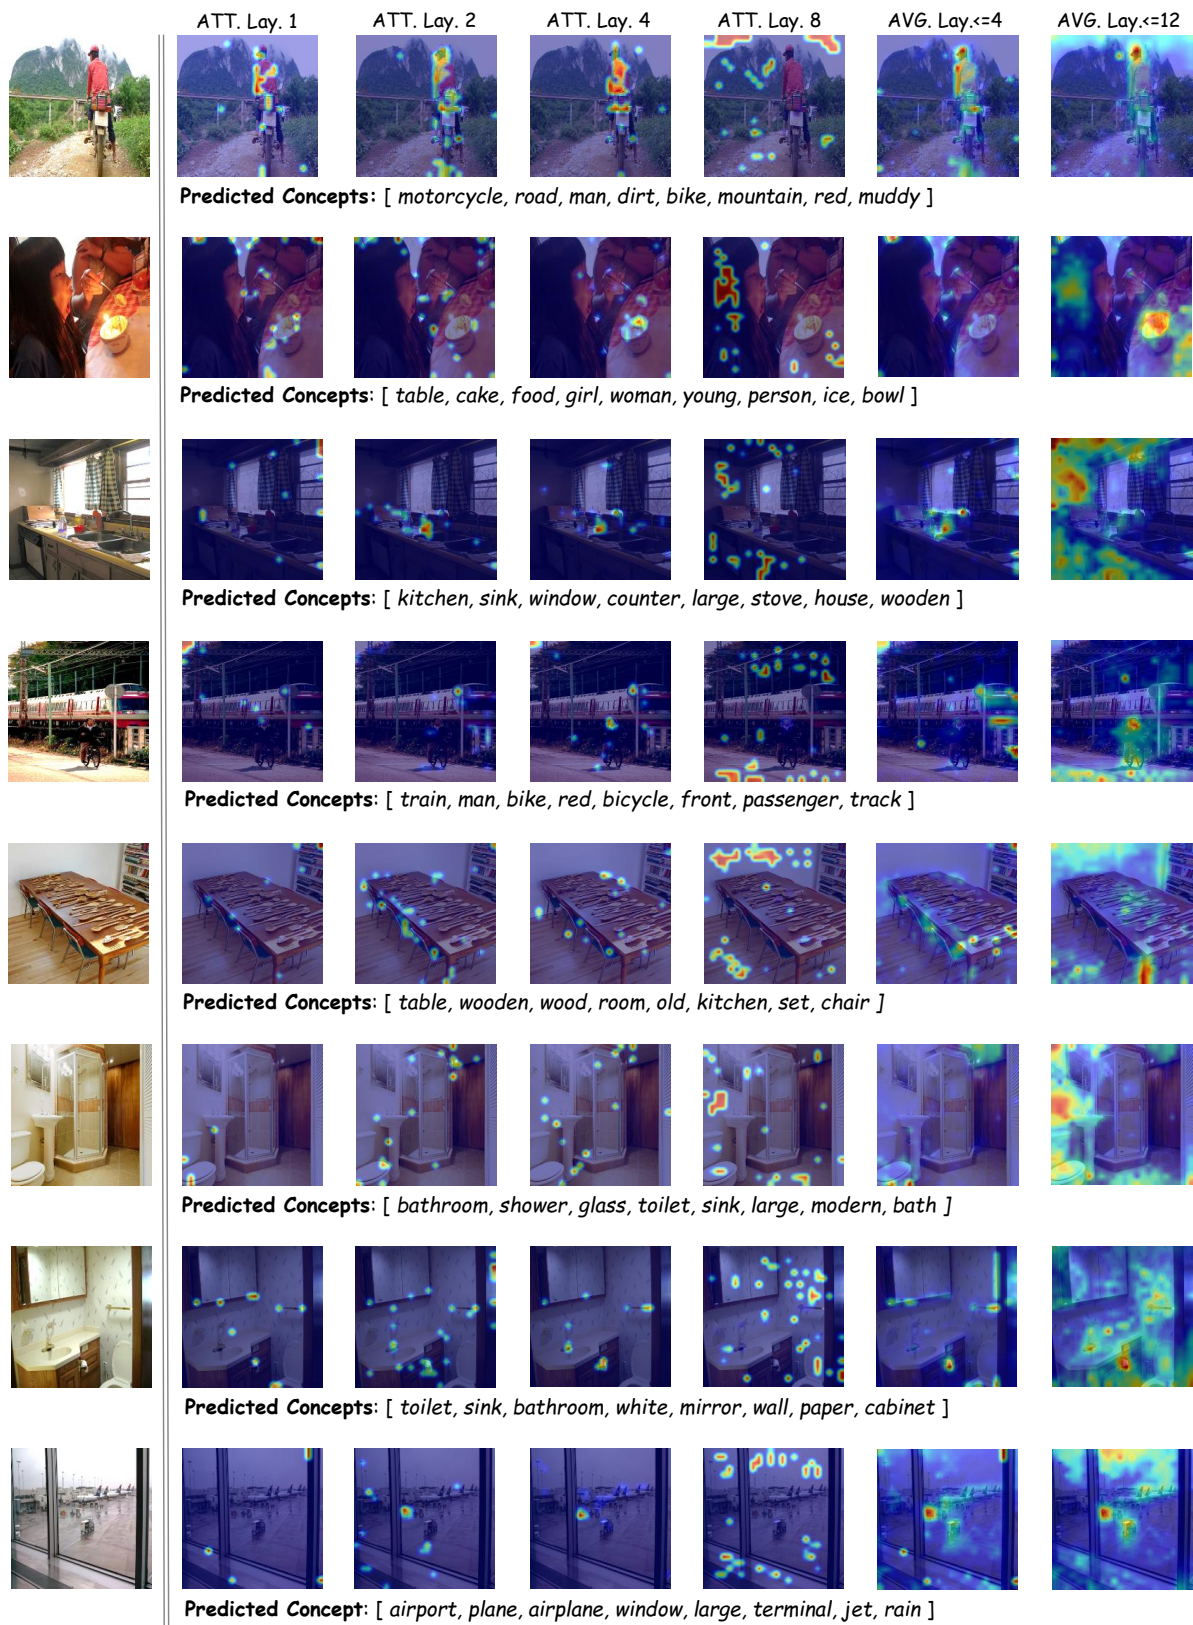 ATT. Lay. 1 ATT. Lay. 2 ATT. Lay. 4 ATT. Lay. 8 AVG. Lay.<=4 AVG. Lay.<=12
Predicted Concepts: [ motorcycle, road, man, dirt, bike, mountain, red, muddy ]
Predicted Concepts: [ table, cake, food, girl, woman, young, person, ice, bowl ]
Predicted Concepts: [ kitchen, sink, window, counter, large, stove, house, wooden ]
Predicted Concepts: [ train, man, bike, red, bicycle, front, passenger, track ]
Predicted Concepts: [ table, wooden, wood, room, old, kitchen, set, chair ]
Predicted Concepts: [ bathroom, shower, glass, toilet, sink, large, modern, bath ]
Predicted Concepts: [ toilet, sink, bathroom, white, mirror, wall, paper, cabinet ]
Predicted Concept: [ airport, plane, airplane, window, large, terminal, jet, rain ]